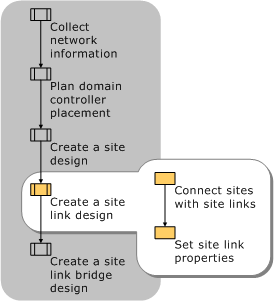 Collect
network
information
Plan domain
controller
placement
Create a site
design
Create a site
link design
Connect sites
with site links
Set site link
properties
Create a site
link bridge
design